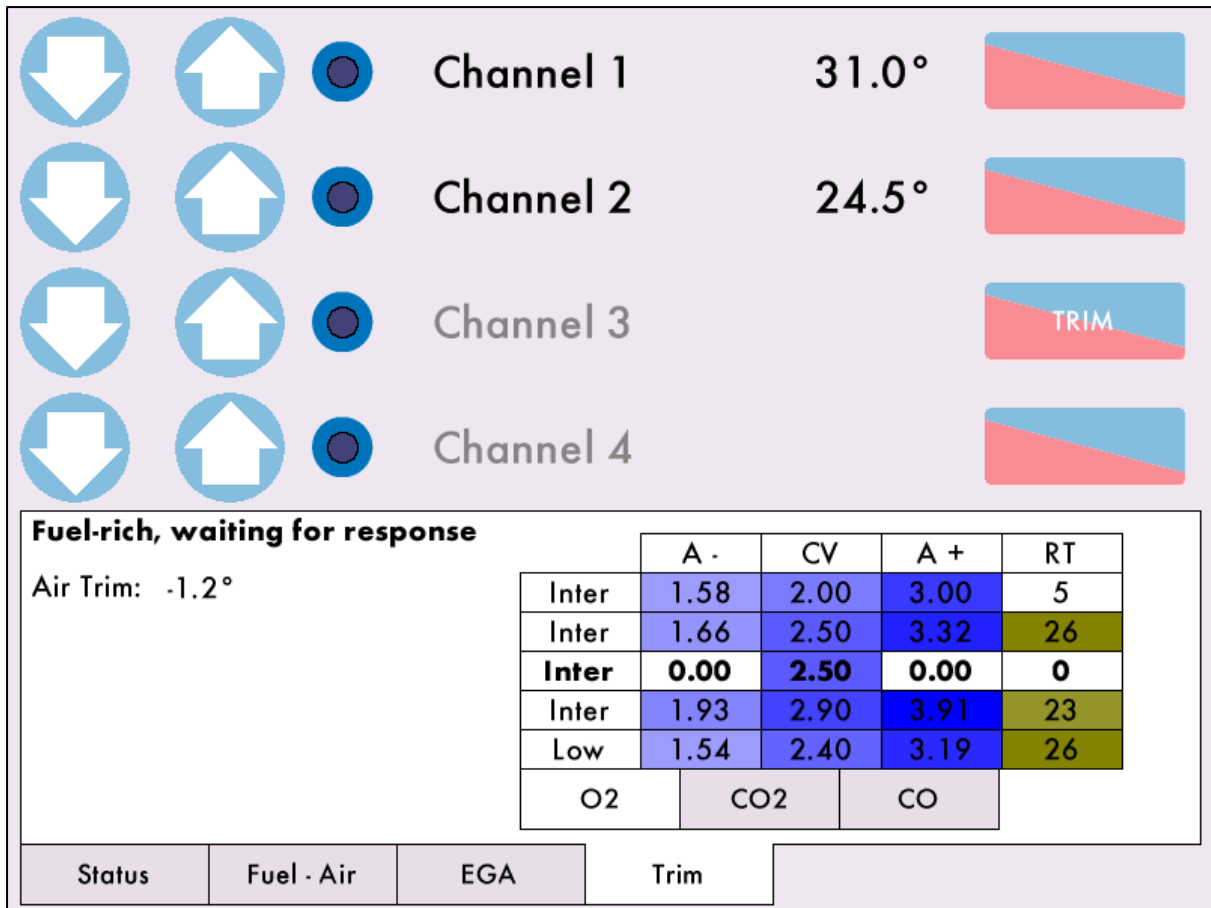 Channel 1 31.0°
Channel 2 24.5°
Channel 3 TRIM
Channel 4
Fuel-rich, waiting for response
Air Trim: -1.2°
A - CV A + RT
Inter 1.58 2.00 3.00 5
Inter 1.66 2.50 3.32 26
Inter 0.00 2.50 0.00 0
Inter 1.93 2.90 3.91 23
Low 1.54 2.40 3.19 26
O2 CO2 CO
Status Fuel - Air EGA Trim